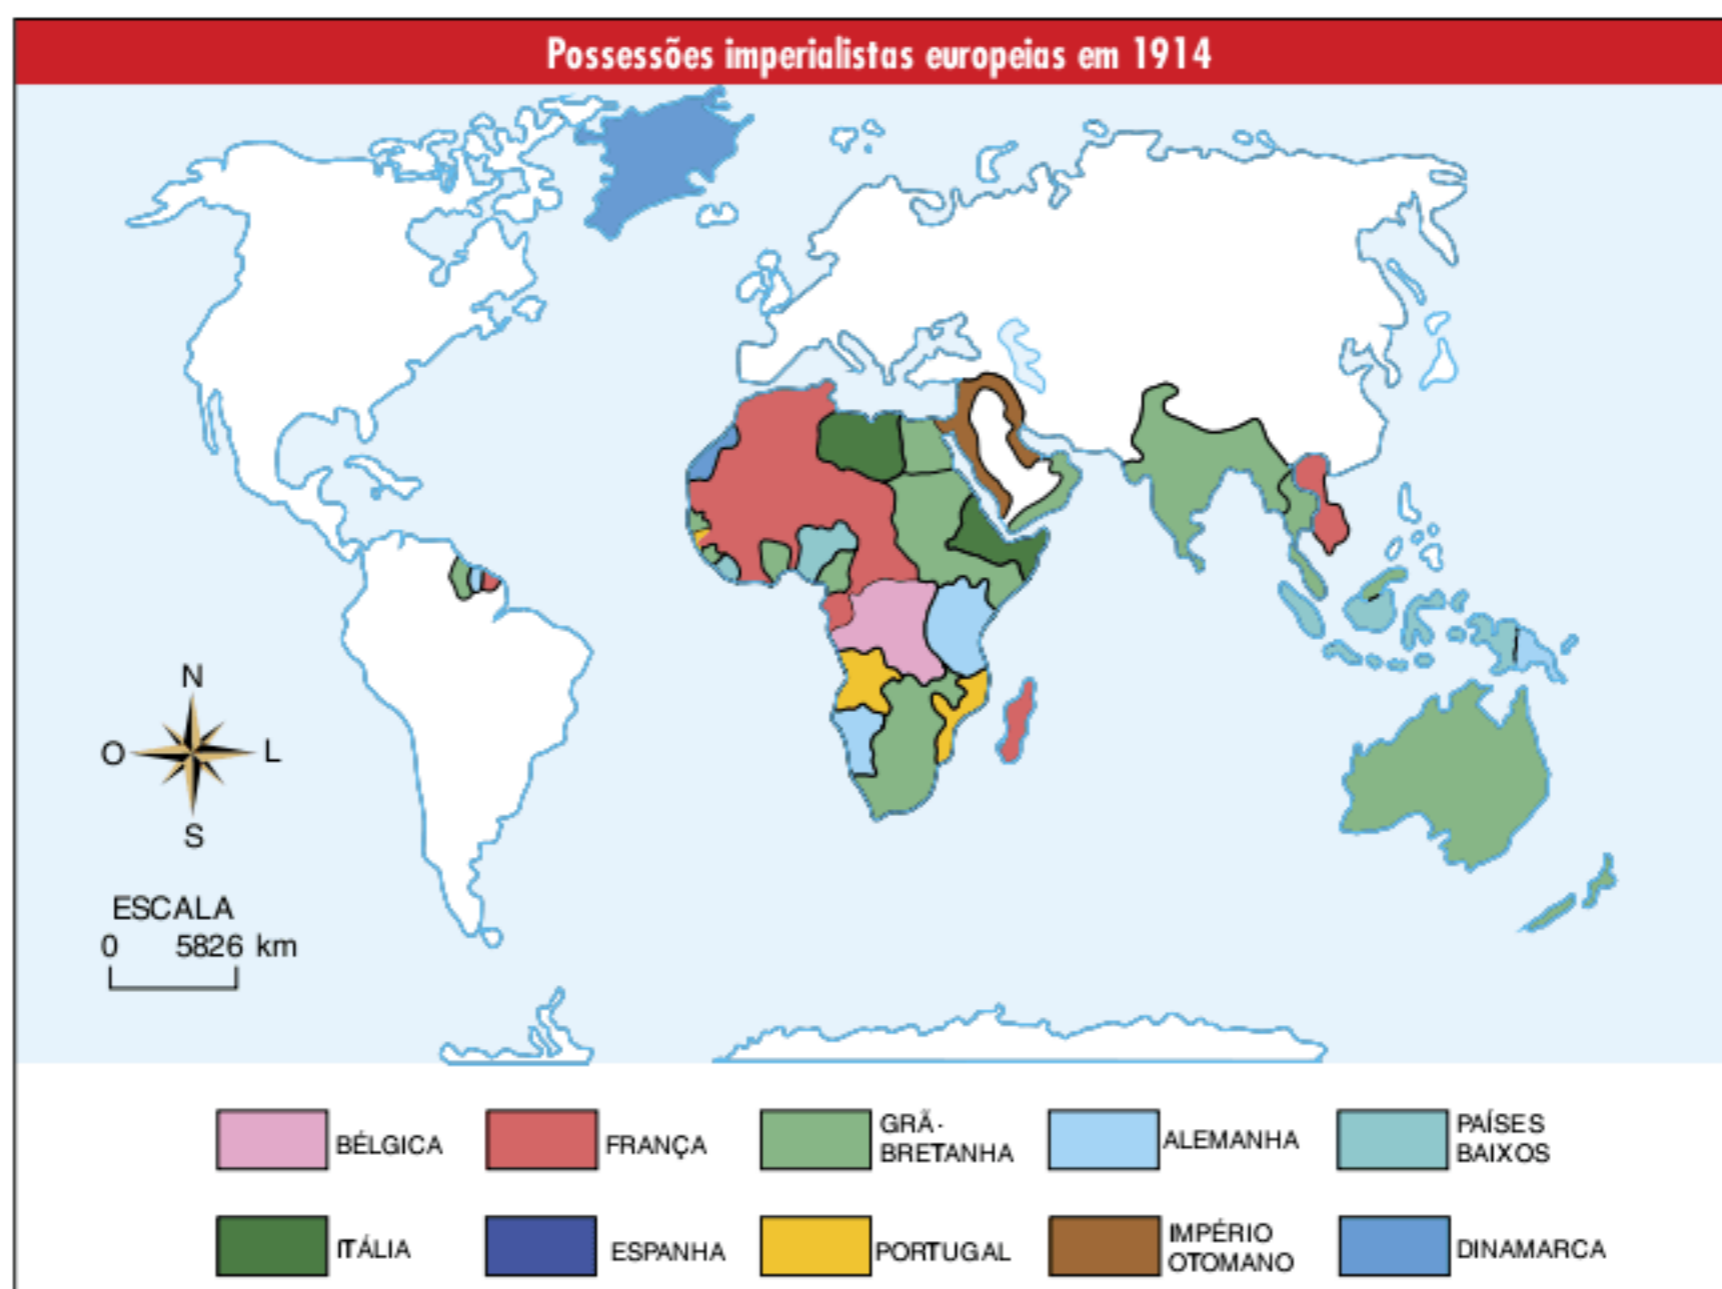 Possessões imperialistas europeias em 1914
N
O
L
S
ESCALA
0 5826 km
BÉLGICA
FRANÇA
GRÃ-
BRETANHA
ALEMANHA
PAÍSES
BAIXOS
ITÁLIA
ESPANHA
PORTUGAL
IMPÉRIO
OTOMANO
DINAMARCA